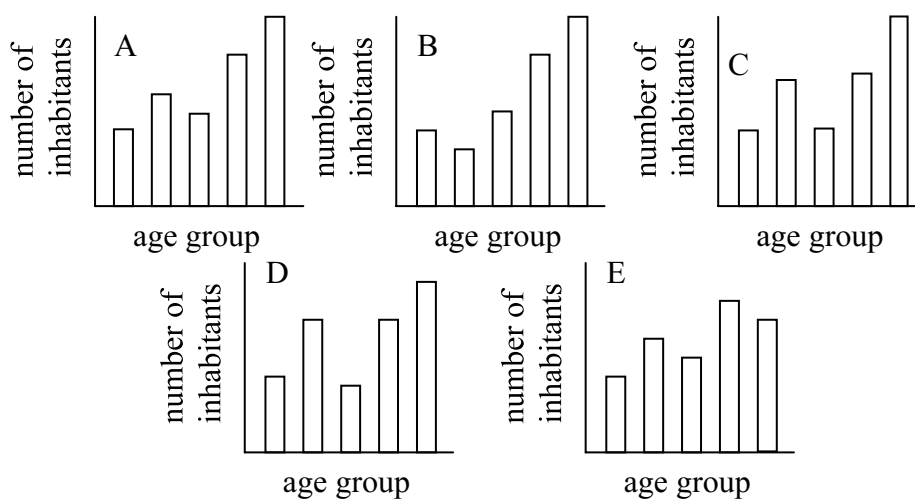 A
number of
inhabitants
age group
B
number of
inhabitants
age group
C
number of
inhabitants
age group
D
number of
inhabitants
age group
E
number of
inhabitants
age group